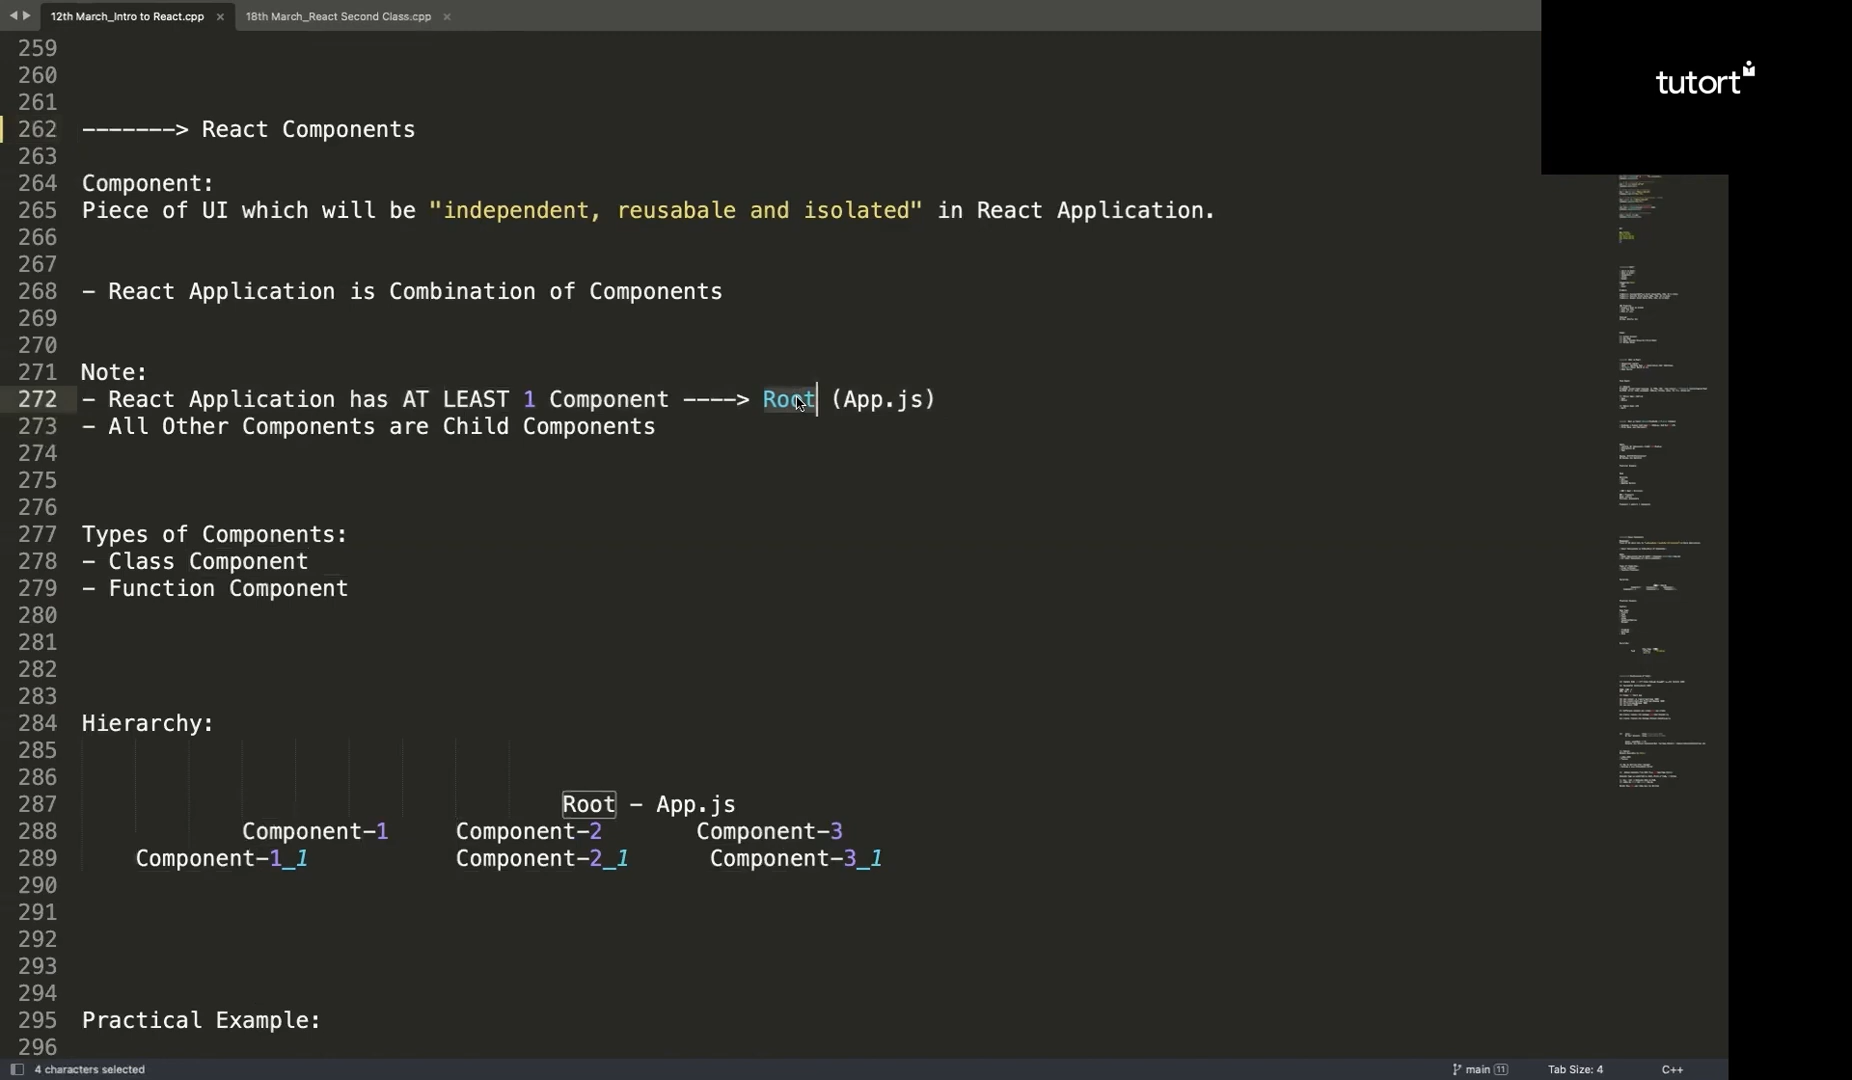 12th March_Intro to React.cpp × 18th March_React Second Class.cpp ×
tutort
259
260
261
262 -------> React Components
263
264 Component:
265 Piece of UI which will be "independent, reusabale and isolated" in React Application.
266
267
268 - React Application is Combination of Components
269
270
271 Note:
272 - React Application has AT LEAST 1 Component ----> Root (App.js)
273 - All Other Components are Child Components
274
275
276
277 Types of Components:
278 - Class Component
279 - Function Component
280
281
282
283
284 Hierarchy:
285
286
287 Root - App.js
288 Component-1 Component-2 Component-3
289 Component-1_1 Component-2_1 Component-3_1
290
291
292
293
294
295 Practical Example:
296
4 characters selected main 11 Tab Size: 4 C++